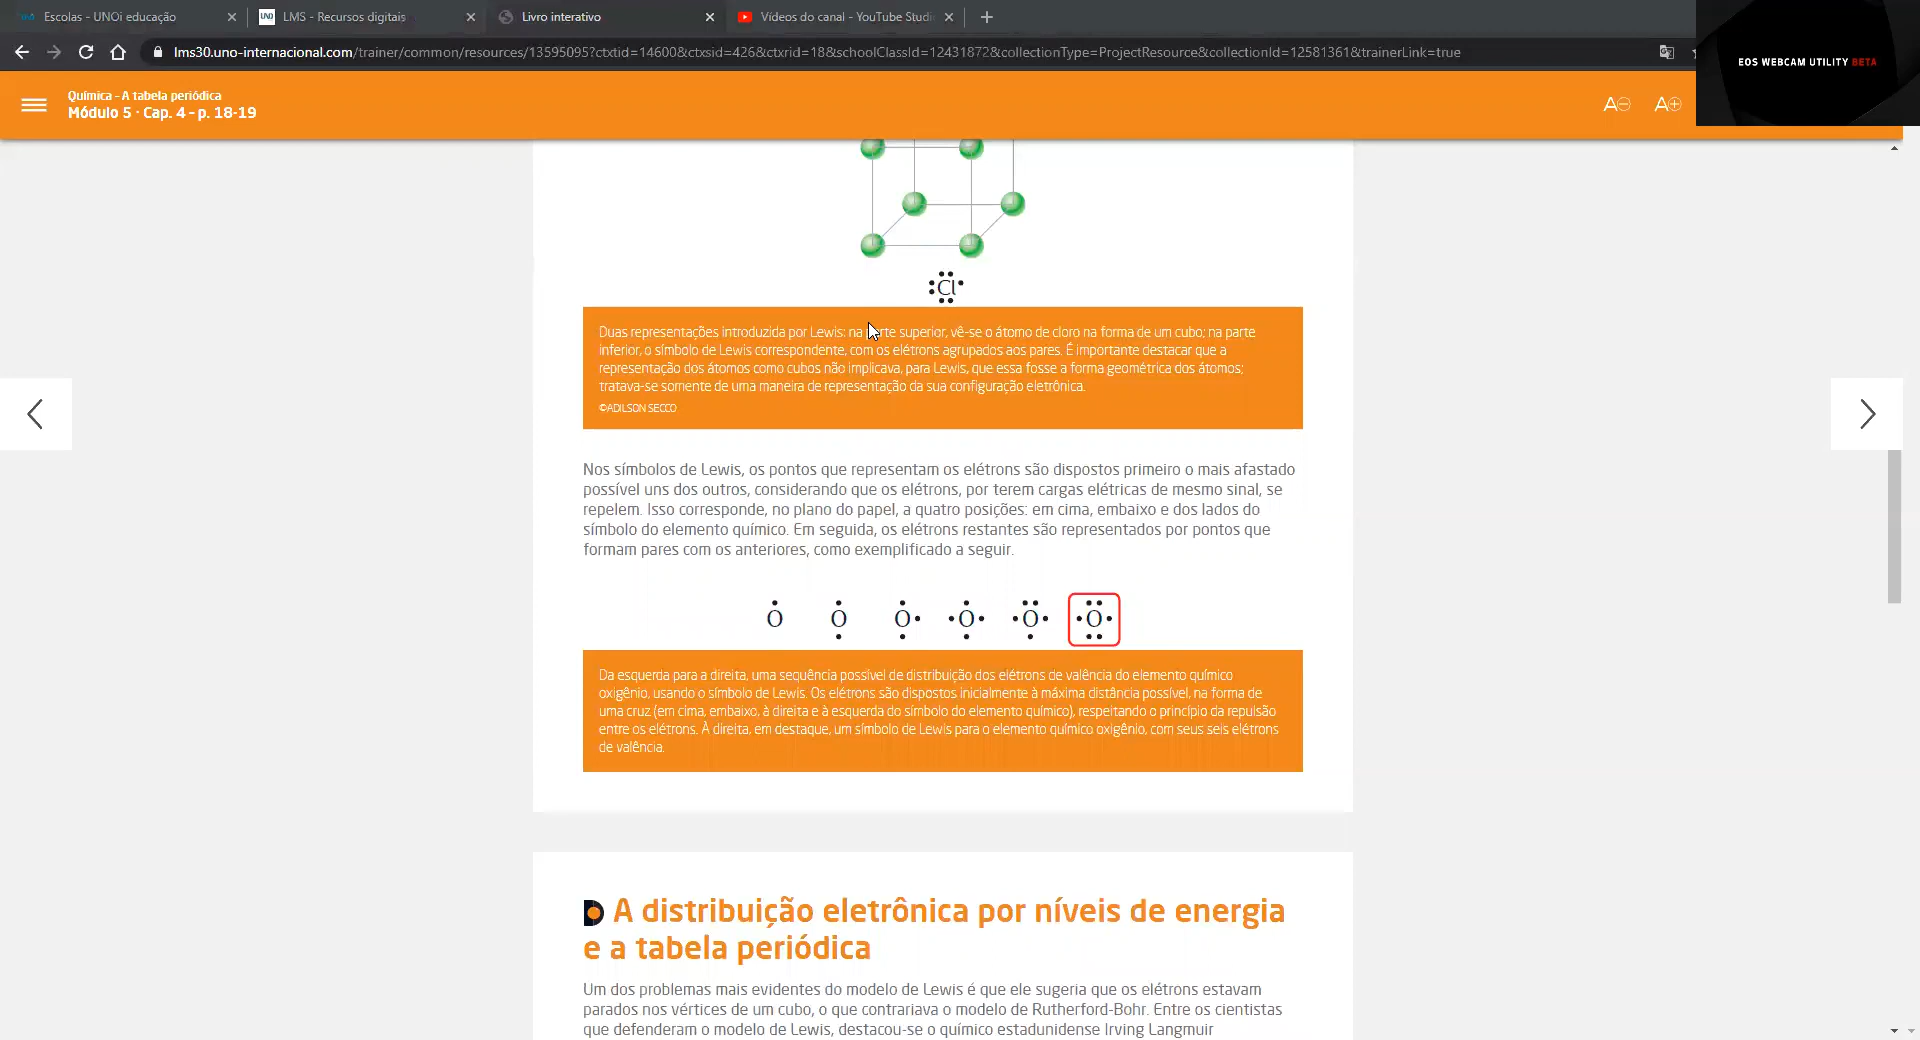 Escolas - UNOi educação
UNO LMS - Recursos digitais
Livro interativo
Vídeos do canal - YouTube Studi
lms30.uno-internacional.com/trainer/common/resources/13595095?ctxtid=14600&ctxsid=426&ctxrid=18&schoolClassId=12431872&collectionType=ProjectResource&collectionId=12581361&trainerLink=true
EOS WEBCAM UTILITY BETA
Química - A tabela periódica
Módulo 5 · Cap. 4 - p. 18-19
A A
Cl
Duas representações introduzida por Lewis: na parte superior, vê-se o átomo de cloro na forma de um cubo; na parte
inferior, o símbolo de Lewis correspondente, com os elétrons agrupados aos pares. É importante destacar que a
representação dos átomos como cubos não implicava, para Lewis, que essa fosse a forma geométrica dos átomos;
tratava-se somente de uma maneira de representação da sua configuração eletrônica.
©ADILSON SECCO
Nos símbolos de Lewis, os pontos que representam os elétrons são dispostos primeiro o mais afastado
possível uns dos outros, considerando que os elétrons, por terem cargas elétricas de mesmo sinal, se
repelem. Isso corresponde, no plano do papel, a quatro posições: em cima, embaixo e dos lados do
símbolo do elemento químico. Em seguida, os elétrons restantes são representados por pontos que
formam pares com os anteriores, como exemplificado a seguir.
O O O O O O
Da esquerda para a direita, uma sequência possível de distribuição dos elétrons de valência do elemento químico
oxigênio, usando o símbolo de Lewis. Os elétrons são dispostos inicialmente à máxima distância possível, na forma de
uma cruz (em cima, embaixo, à direita e à esquerda do símbolo do elemento químico), respeitando o princípio da repulsão
entre os elétrons. À direita, em destaque, um símbolo de Lewis para o elemento químico oxigênio, com seus seis elétrons
de valência.
A distribuição eletrônica por níveis de energia
e a tabela periódica
Um dos problemas mais evidentes do modelo de Lewis é que ele sugeria que os elétrons estavam
parados nos vértices de um cubo, o que contrariava o modelo de Rutherford-Bohr. Entre os cientistas
que defenderam o modelo de Lewis, destacou-se o químico estadunidense Irving Langmuir